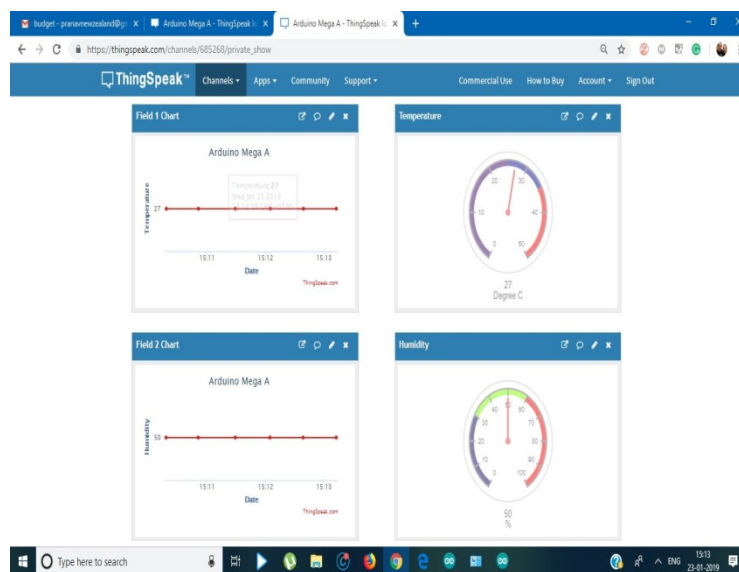 budget - pranavnewzealand@g
Arduino Mega A - ThingSpeak Io
Arduino Mega A - ThingSpeak Io
https://thingspeak.com/channels/685268/private_show
ThingSpeak™
Channels
Apps
Community
Support
Commercial Use
How to Buy
Account
Sign Out
Field 1 Chart
Arduino Mega A
Temperature 27
Wed Jan 23 2019
Temperature
27
15:11
15:12
15:13
Date
ThingSpeak.com
Temperature
0
10
20
30
40
50
27
Degree C
Field 2 Chart
Arduino Mega A
Humidity
50
15:11
15:12
15:13
Date
ThingSpeak.com
Humidity
0
10
20
30
40
50
60
70
80
90
100
50
%
Type here to search
ENG
15:13
23-01-2019